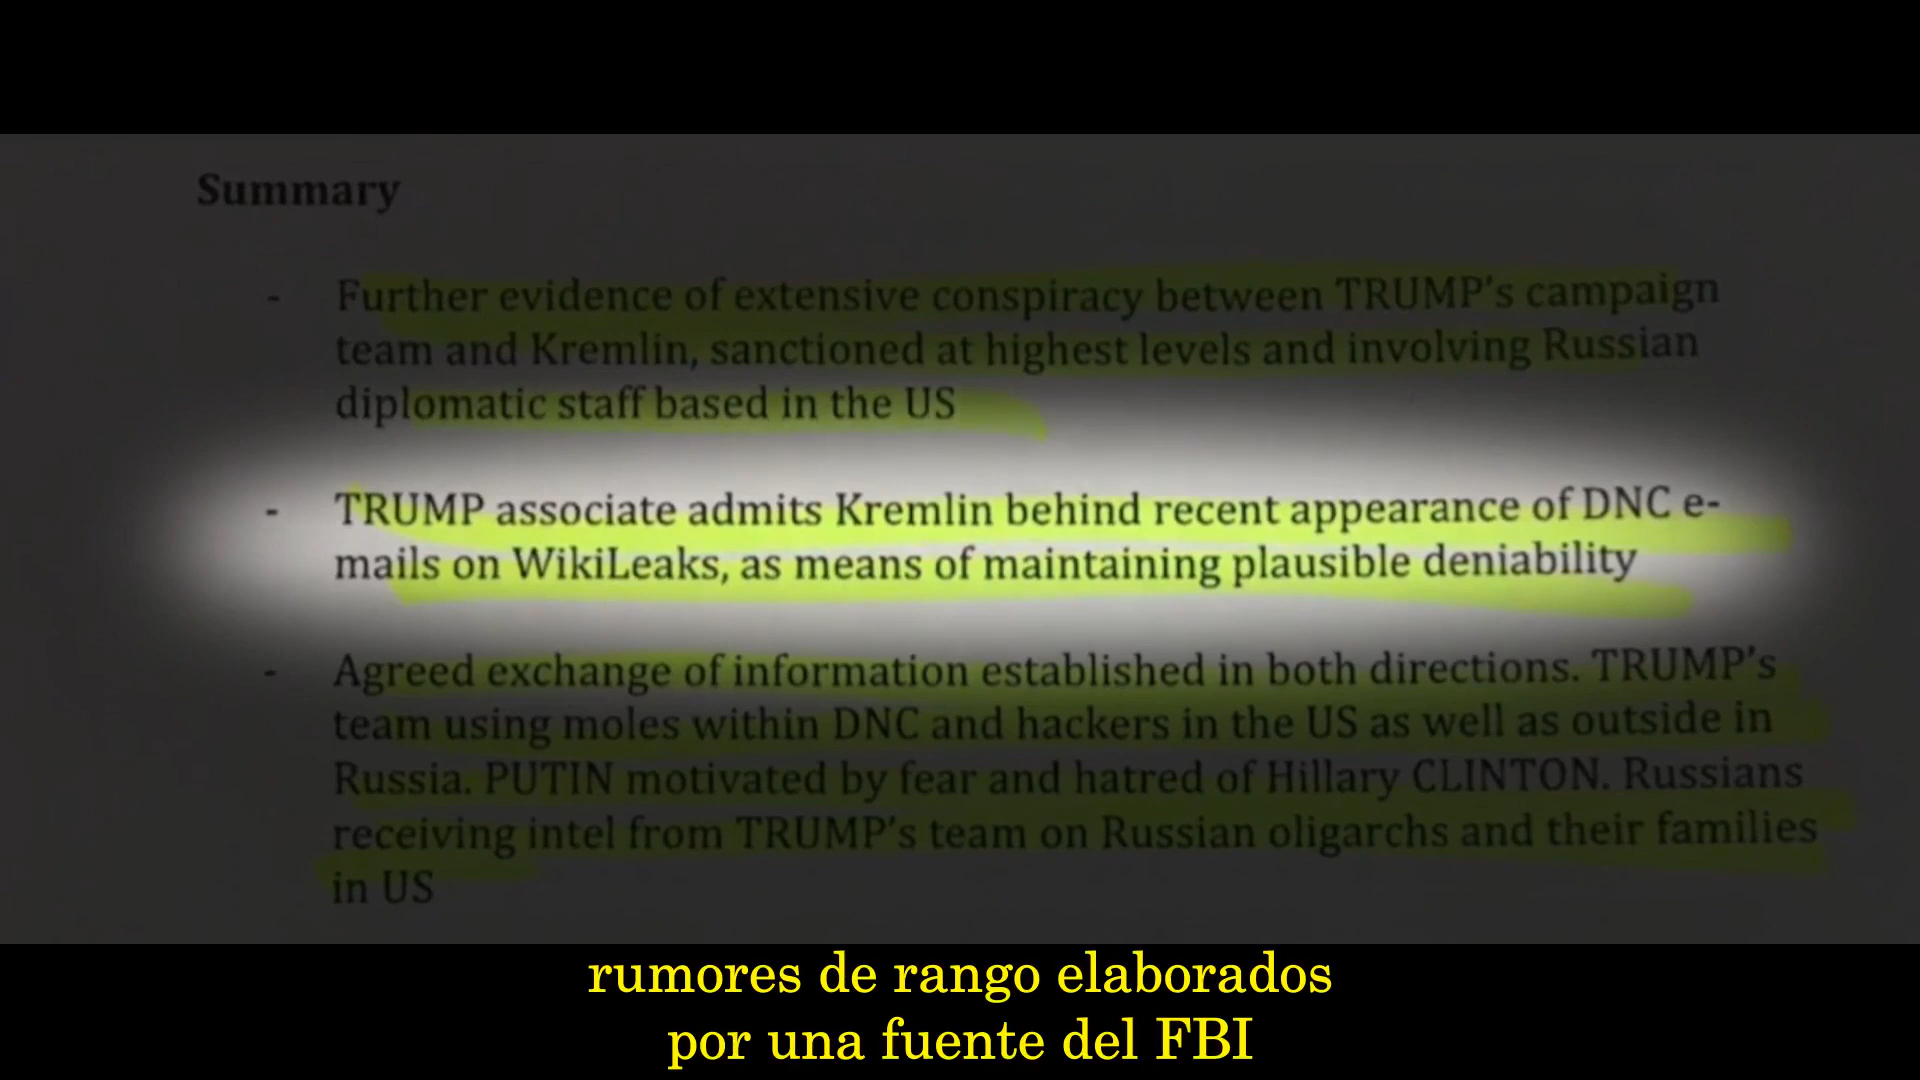 Summary
- Further evidence of extensive conspiracy between TRUMP's campaign
team and Kremlin, sanctioned at highest levels and involving Russian
diplomatic staff based in the US
- TRUMP associate admits Kremlin behind recent appearance of DNC e-
mails on WikiLeaks, as means of maintaining plausible deniability
- Agreed exchange of information established in both directions. TRUMP's
team using moles within DNC and hackers in the US as well as outside in
Russia. PUTIN motivated by fear and hatred of Hillary CLINTON. Russians
receiving intel from TRUMP's team on Russian oligarchs and their families
in US
rumores de rango elaborados
por una fuente del FBI